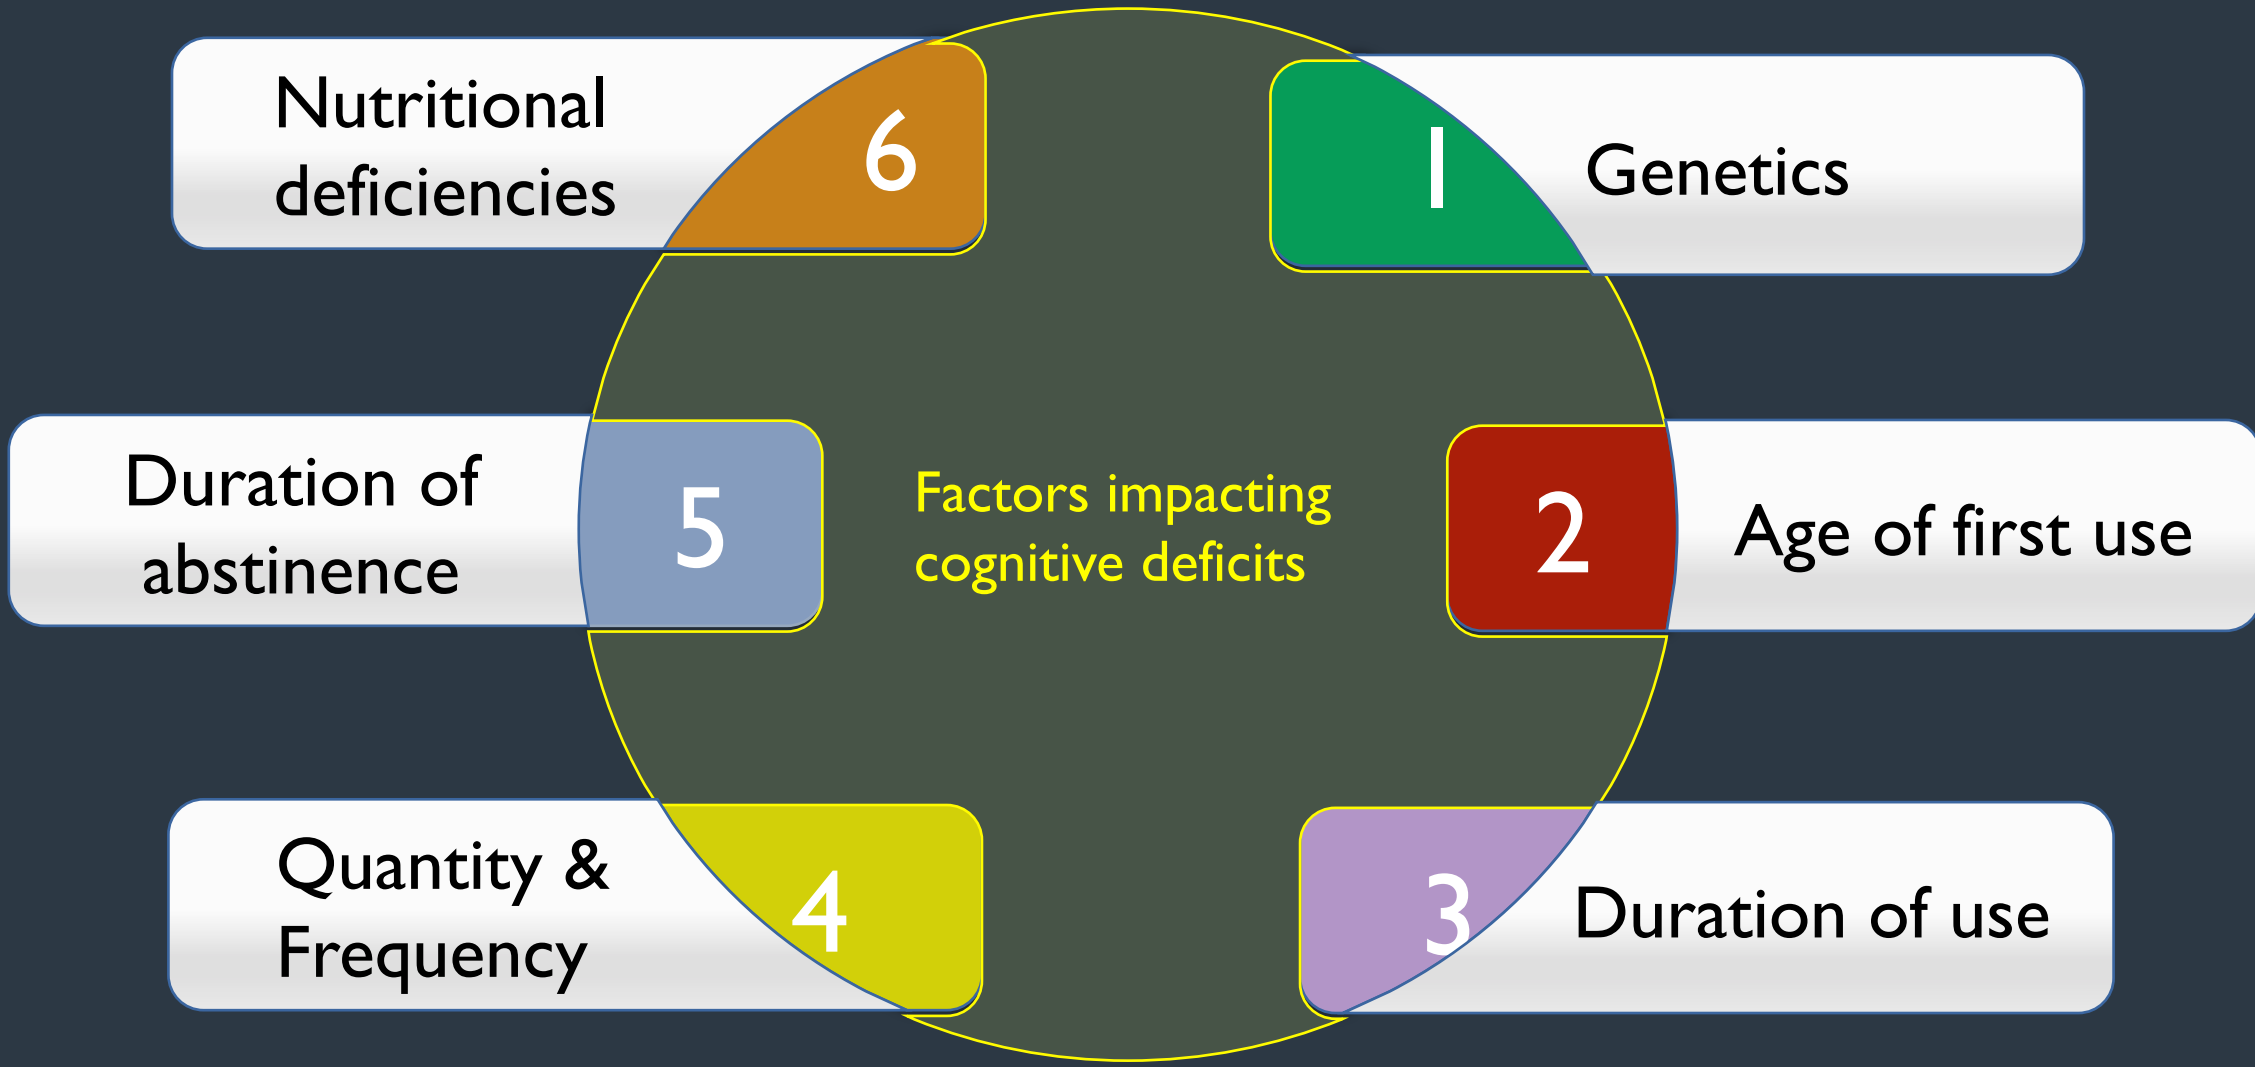 Factors impacting
cognitive deficits
1
Genetics
2
Age of first use
3
Duration of use
4
Quantity &
Frequency
5
Duration of
abstinence
6
Nutritional
deficiencies